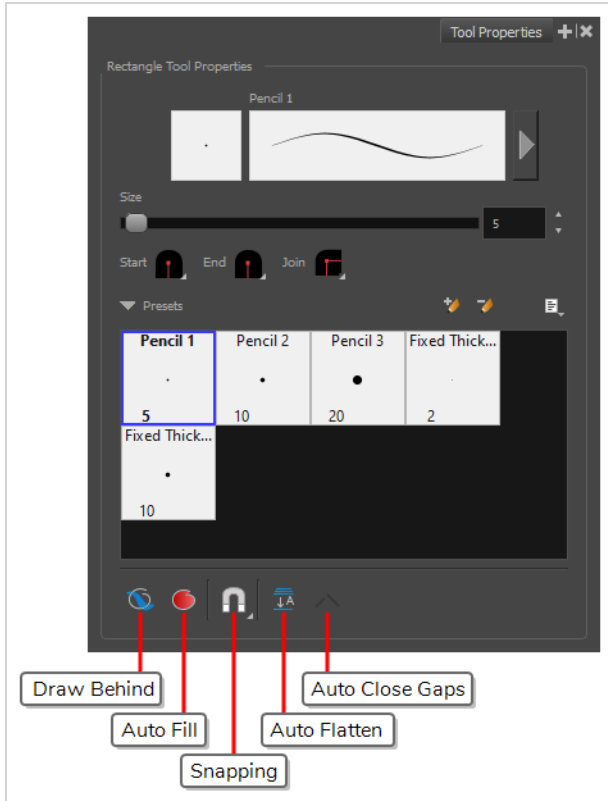 Tool Properties
Rectangle Tool Properties
Pencil 1
Size
5
Start End Join
Presets
Pencil 1 Pencil 2 Pencil 3 Fixed Thick...
5 10 20 2
Fixed Thick...
10
A
Draw Behind Auto Close Gaps
Auto Fill Auto Flatten
Snapping